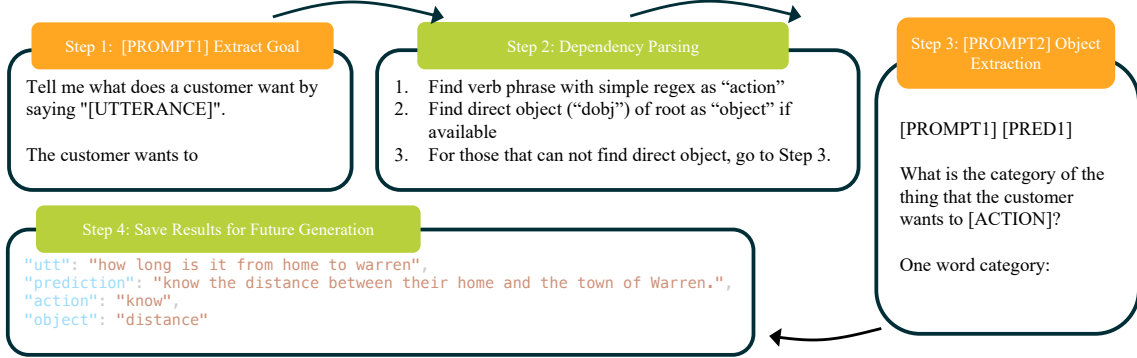 Step 1: [PROMPT1] Extract Goal
Tell me what does a customer want by
saying "[UTTERANCE]".
The customer wants to
Step 2: Dependency Parsing
1. Find verb phrase with simple regex as “action”
2. Find direct object (“dobj”) of root as “object” if
available
3. For those that can not find direct object, go to Step 3.
Step 3: [PROMPT2] Object
Extraction
[PROMPT1] [PRED1]
What is the category of the
thing that the customer
wants to [ACTION]?
One word category:
Step 4: Save Results for Future Generation
"utt": "how long is it from home to warren",
"prediction": "know the distance between their home and the town of Warren.",
"action": "know",
"object": "distance"